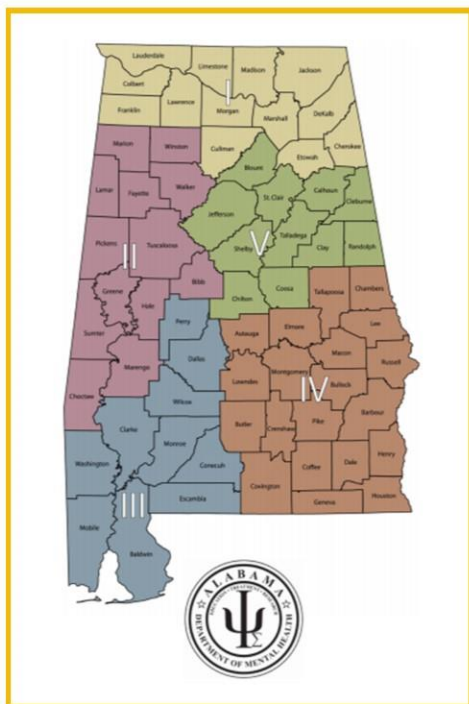 Lauderdale
Limestone
Madison
Jackson
Colbert
Franklin
Lawrence
I
Morgan
Marshall
DeKalb
Cullman
Etowah
Cherokee
Marion
Winston
Blount
Lamar
Fayette
Walker
St. Clair
Calhoun
Cleburne
Jefferson
Pickens
Tuscaloosa
II
Shelby
V
Talladega
Clay
Randolph
Greene
Hale
Bibb
Chilton
Coosa
Tallapoosa
Chambers
Sumter
Perry
Autauga
Elmore
Lee
Marengo
Dallas
Macon
Russell
Choctaw
Lowndes
Montgomery
Bullock
IV
Wilcox
Clarke
Butler
Crenshaw
Pike
Barbour
Monroe
Washington
Conecuh
Coffee
Dale
Henry
Covington
Escambia
Geneva
Houston
III
Mobile
Baldwin
ALABAMA
DEPARTMENT OF MENTAL HEALTH